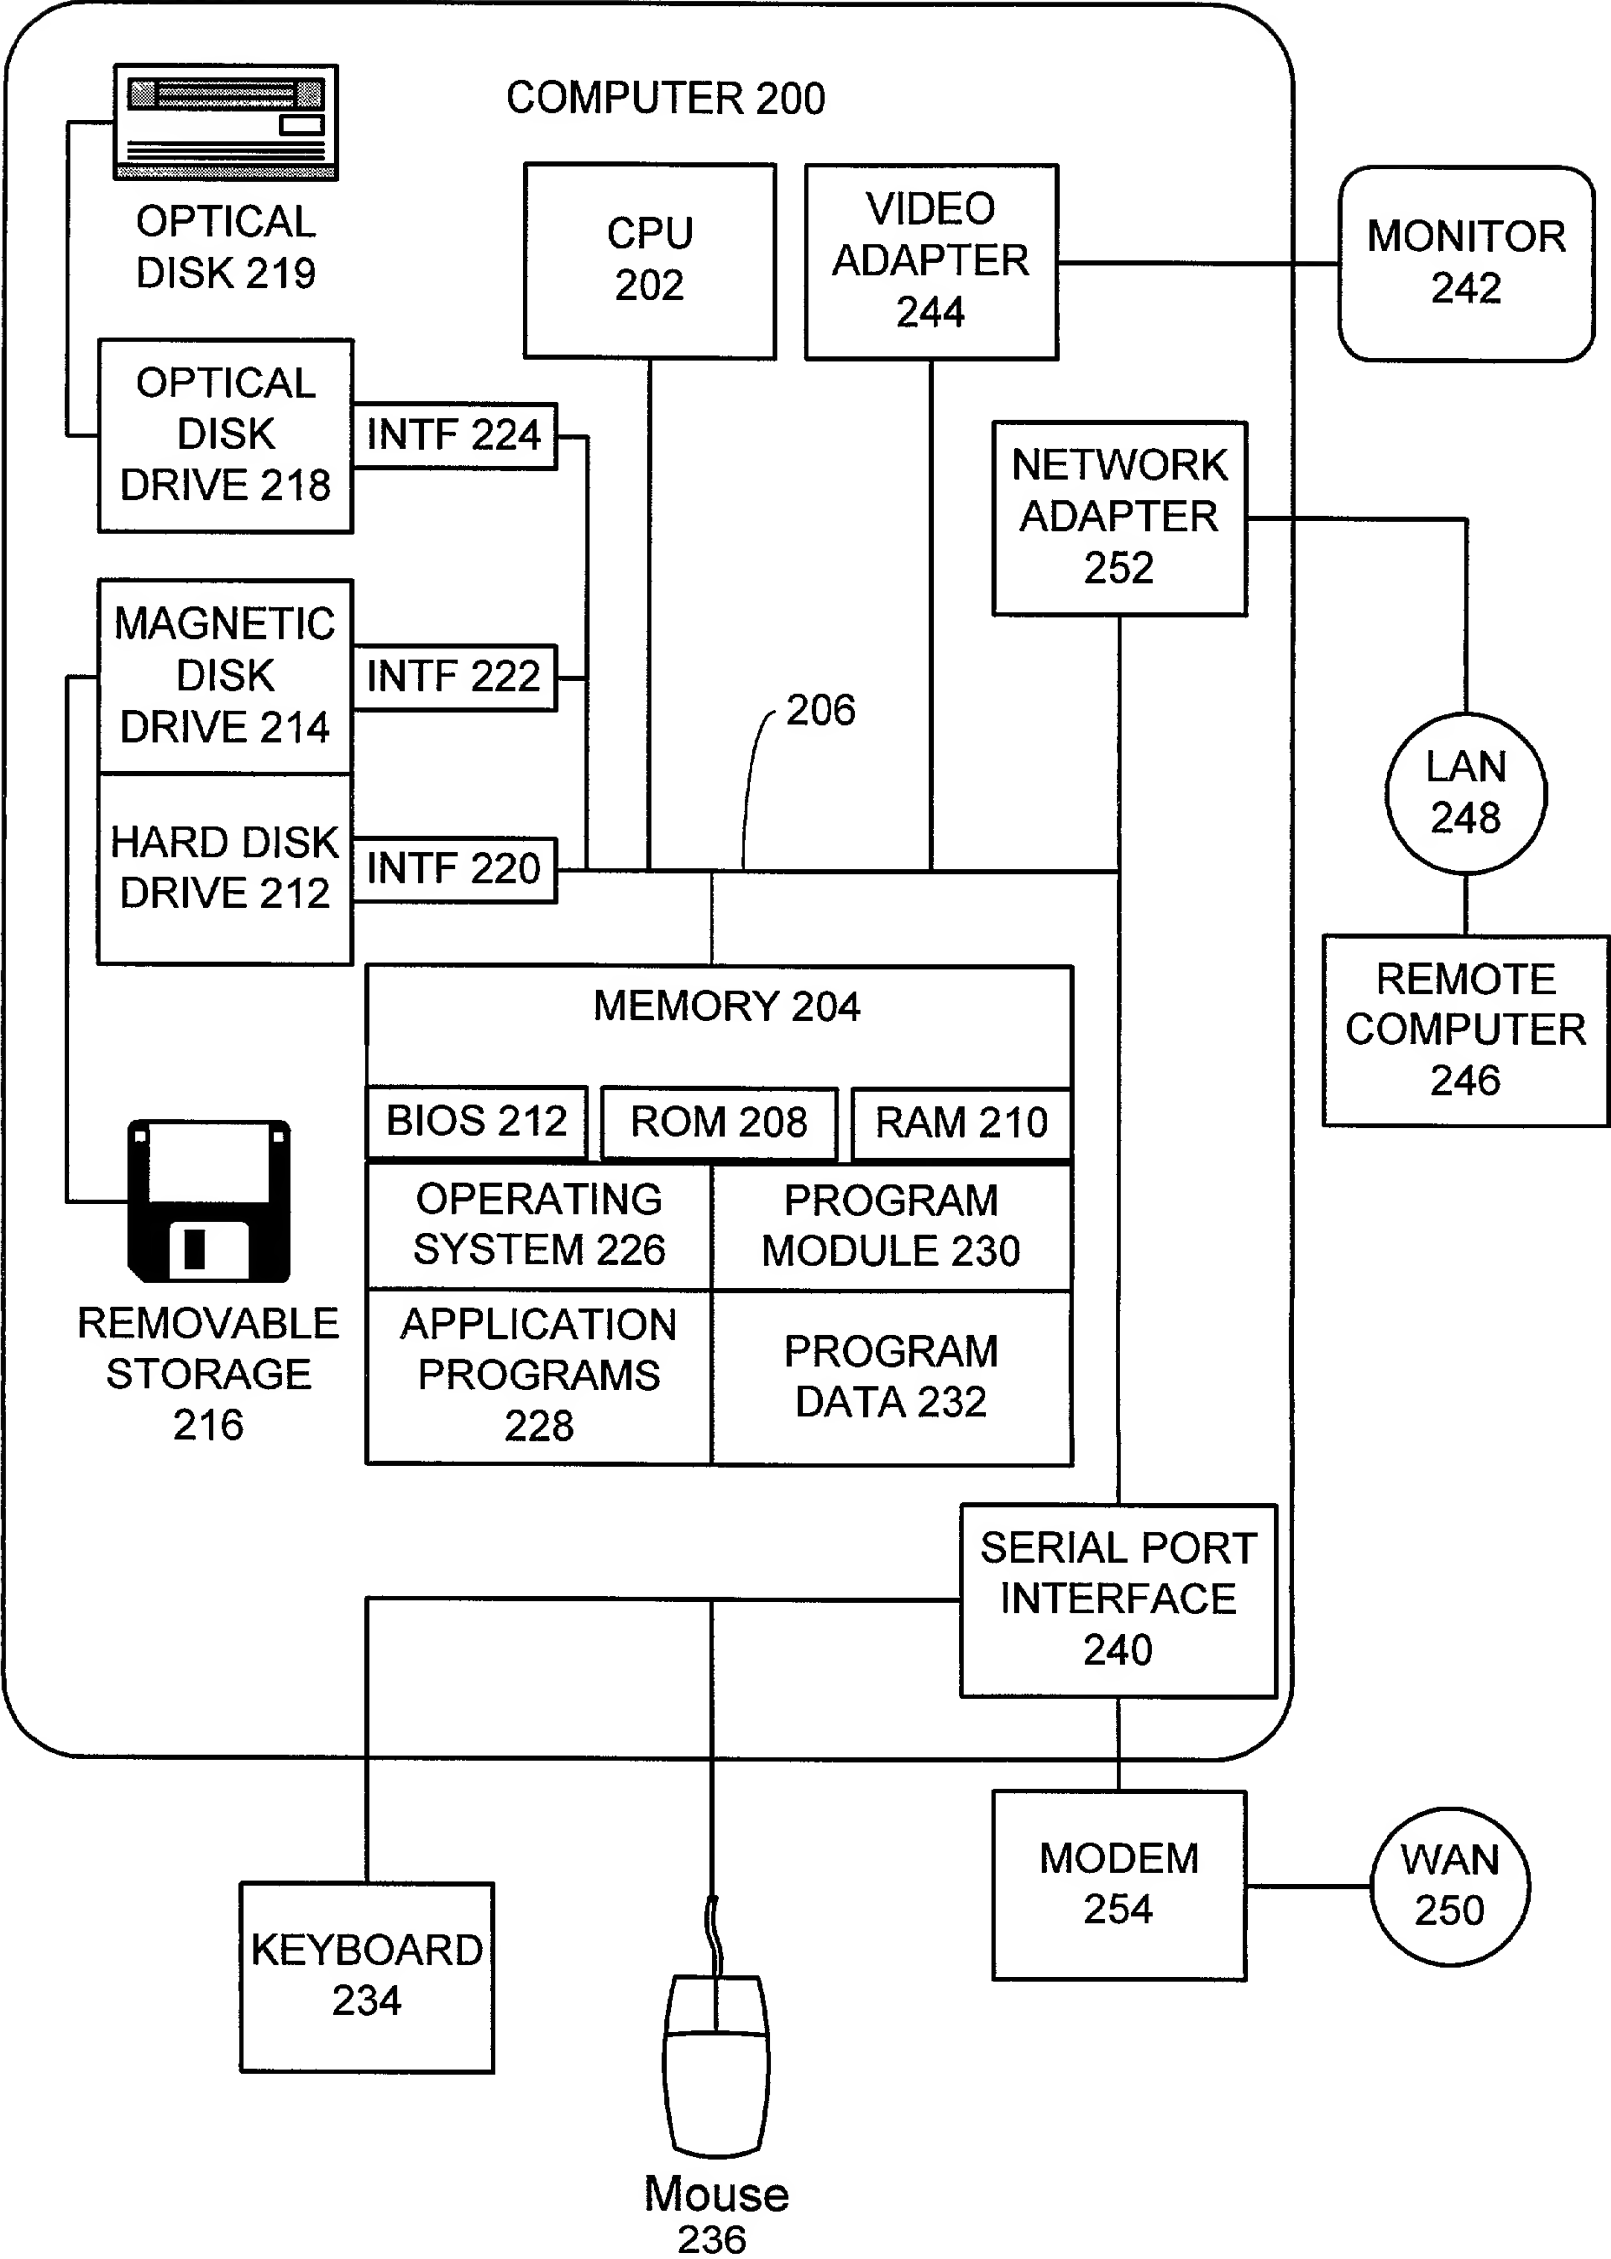 COMPUTER 200
OPTICAL
DISK 219
CPU
202
VIDEO
ADAPTER
244
MONITOR
242
OPTICAL
DISK
DRIVE 218
INTF 224
NETWORK
ADAPTER
252
MAGNETIC
DISK
DRIVE 214
INTF 222
206
LAN
248
HARD DISK
DRIVE 212
INTF 220
REMOTE
COMPUTER
246
MEMORY 204
BIOS 212
ROM 208
RAM 210
OPERATING
SYSTEM 226
PROGRAM
MODULE 230
REMOVABLE
STORAGE
216
APPLICATION
PROGRAMS
228
PROGRAM
DATA 232
SERIAL PORT
INTERFACE
240
MODEM
254
WAN
250
KEYBOARD
234
Mouse
236